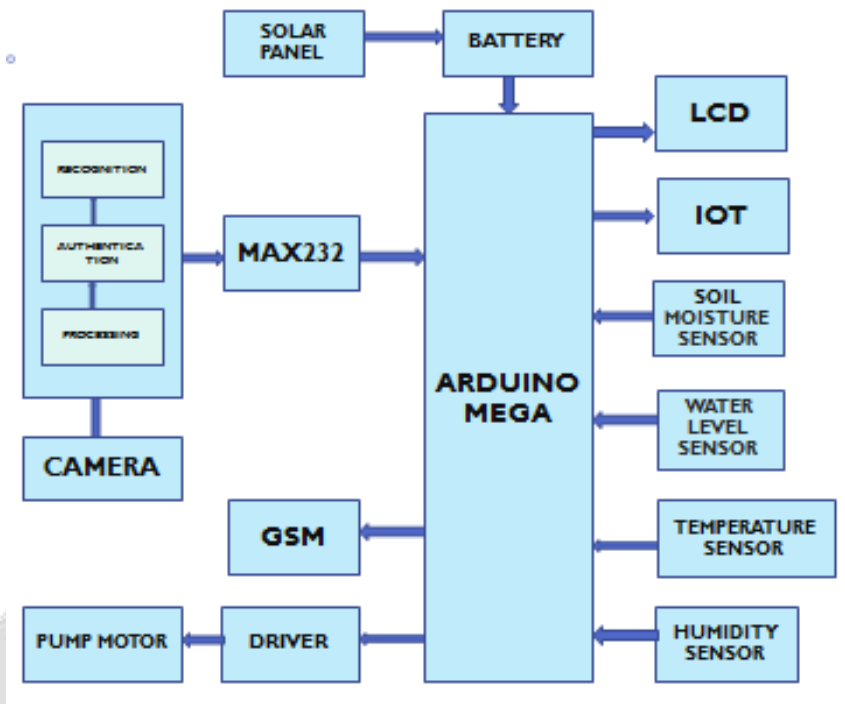 SOLAR
PANEL
BATTERY
LCD
RECOGNITION
AUTHENTICA
TION
PROCESSING
MAX232
IOT
SOIL
MOISTURE
SENSOR
ARDUINO
MEGA
WATER
LEVEL
SENSOR
CAMERA
GSM
TEMPERATURE
SENSOR
PUMP MOTOR
DRIVER
HUMIDITY
SENSOR